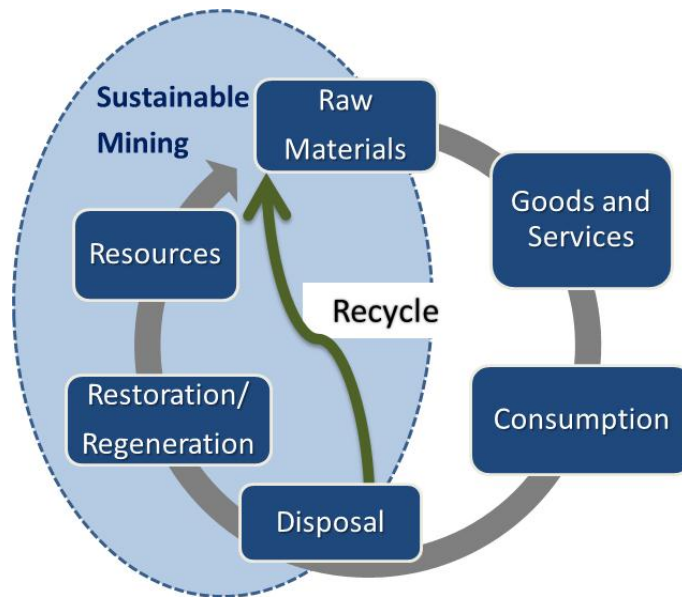 Sustainable
Mining
Raw
Materials
Goods and
Services
Resources
Recycle
Restoration/
Regeneration
Consumption
Disposal